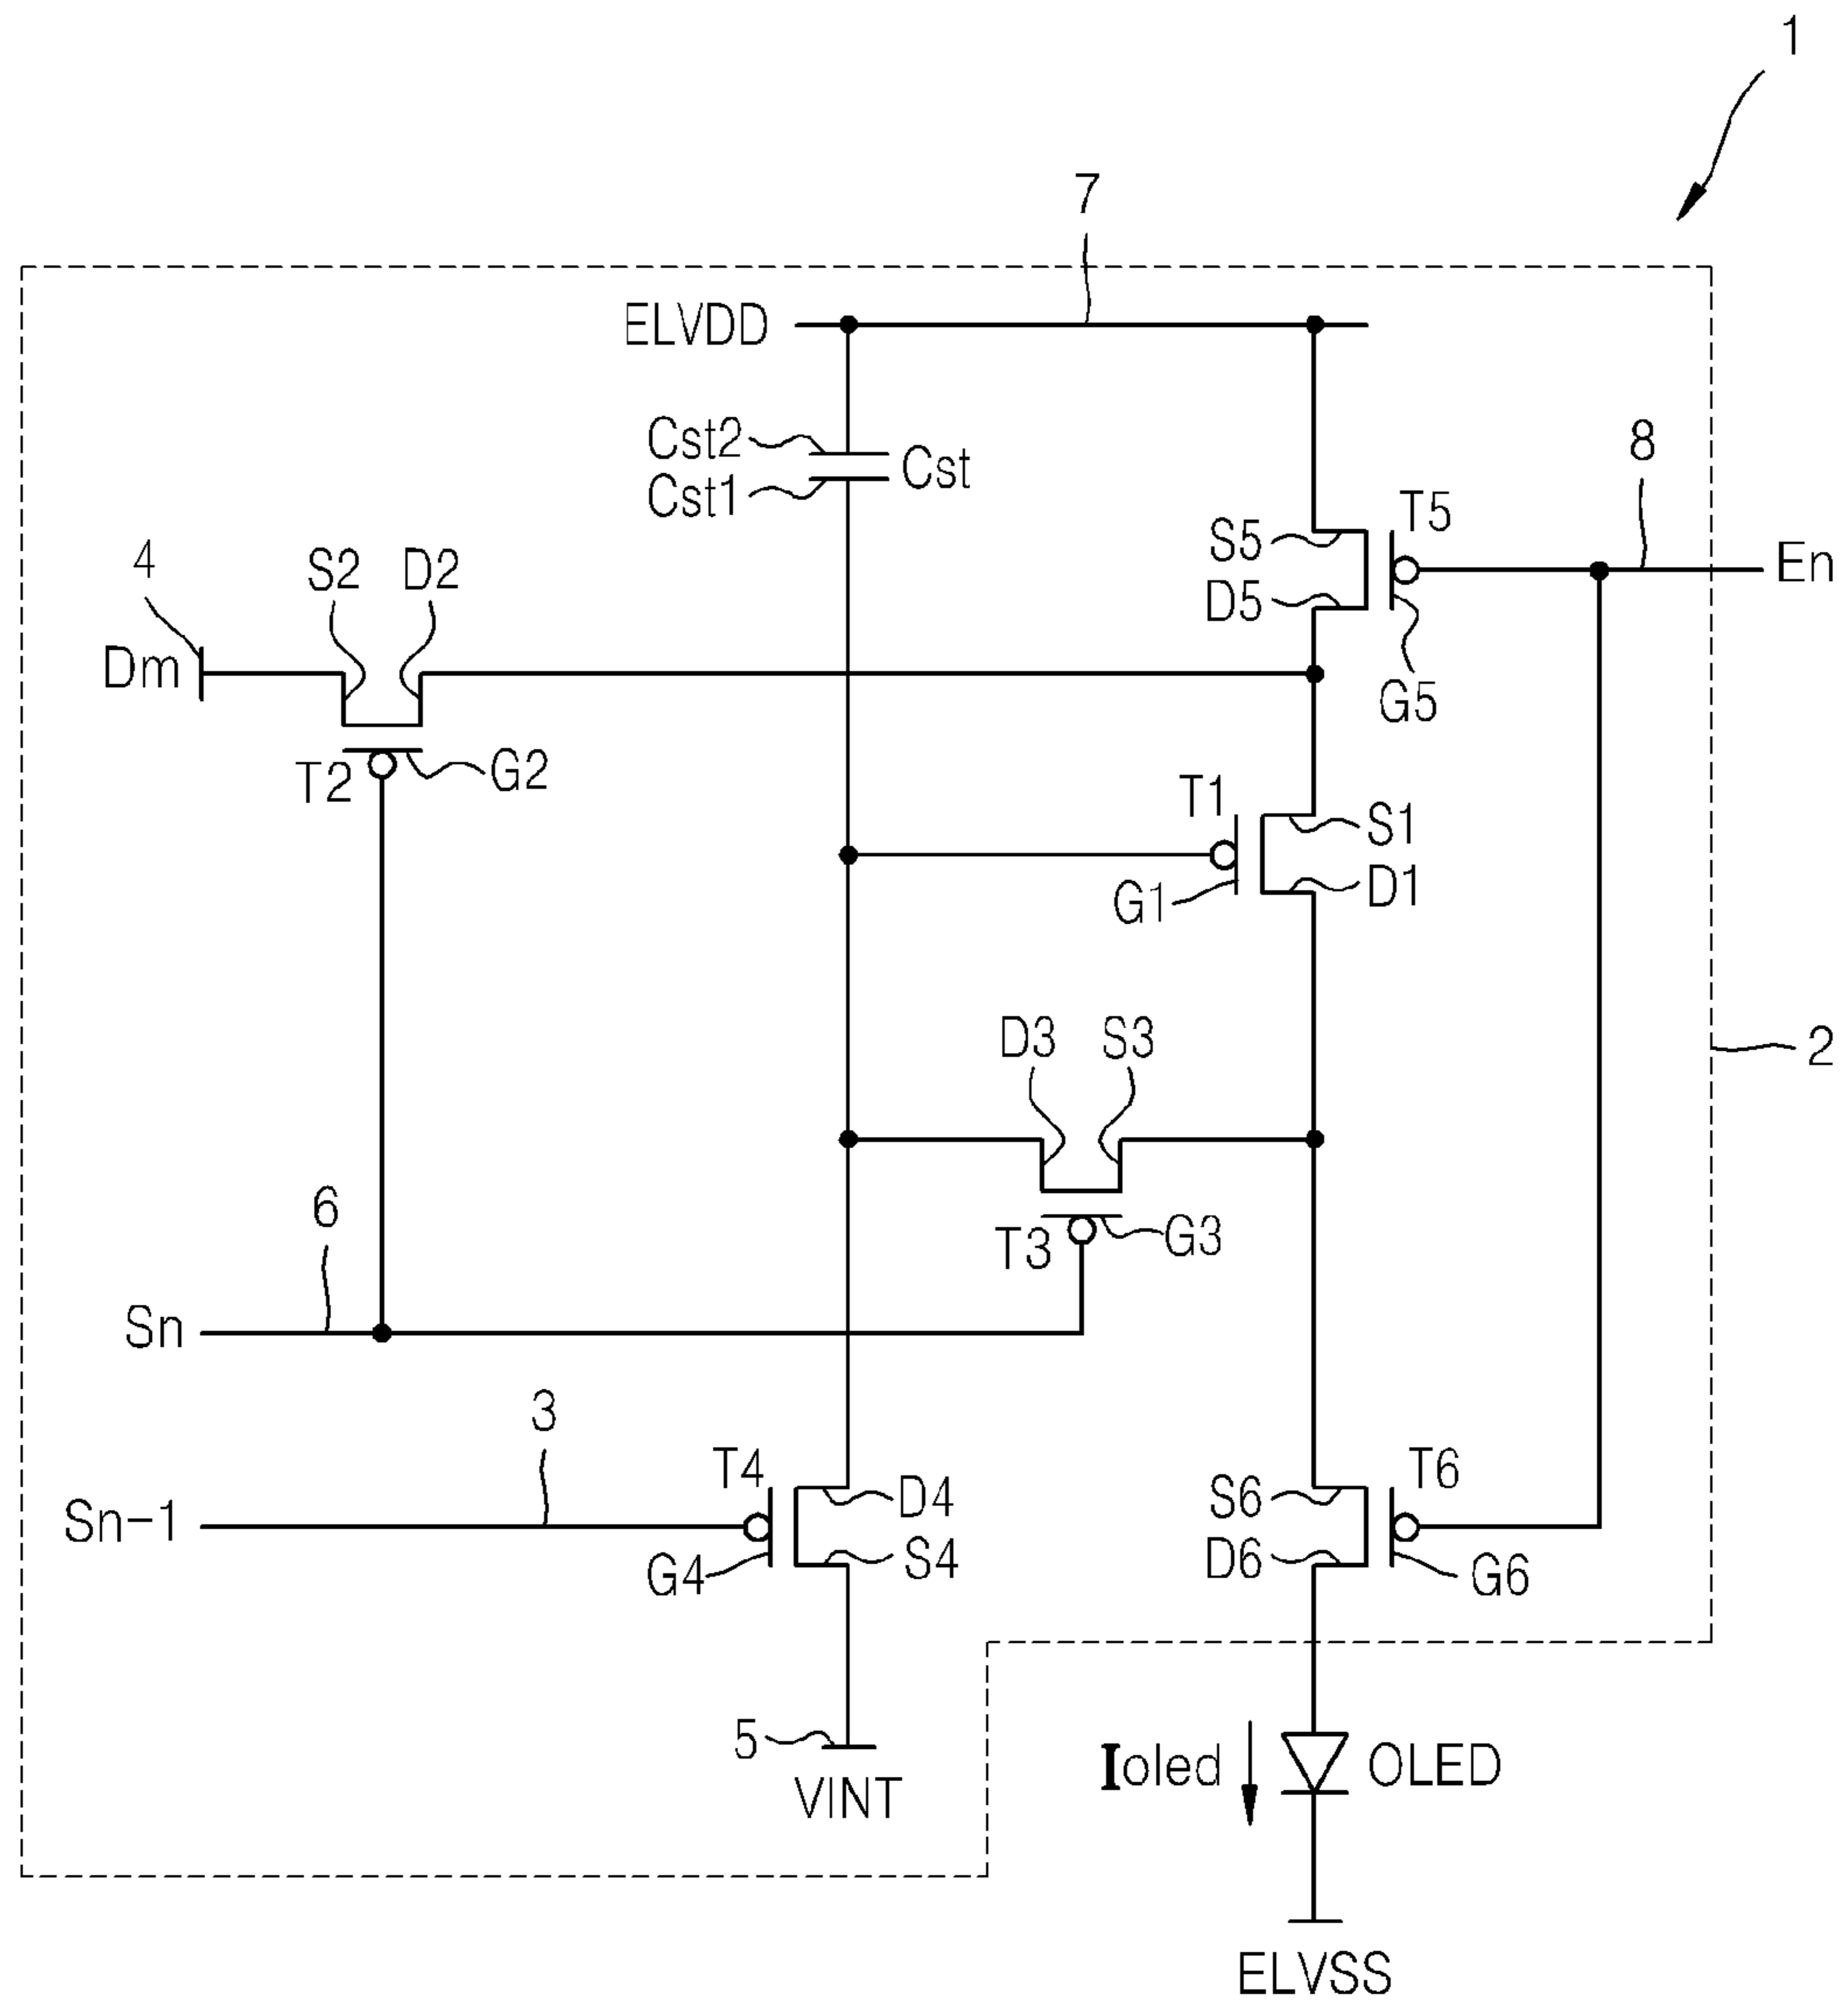 1
7
ELVDD
Cst2
Cst
Cst1
8
T5
S5
En
4
S2
D2
D5
Dm
G5
T2
G2
T1
S1
D1
G1
D3
S3
2
6
T3
G3
Sn
3
T4
T6
D4
S6
Sn-1
G4
S4
D6
G6
5
VINT
Ioled
OLED
ELVSS